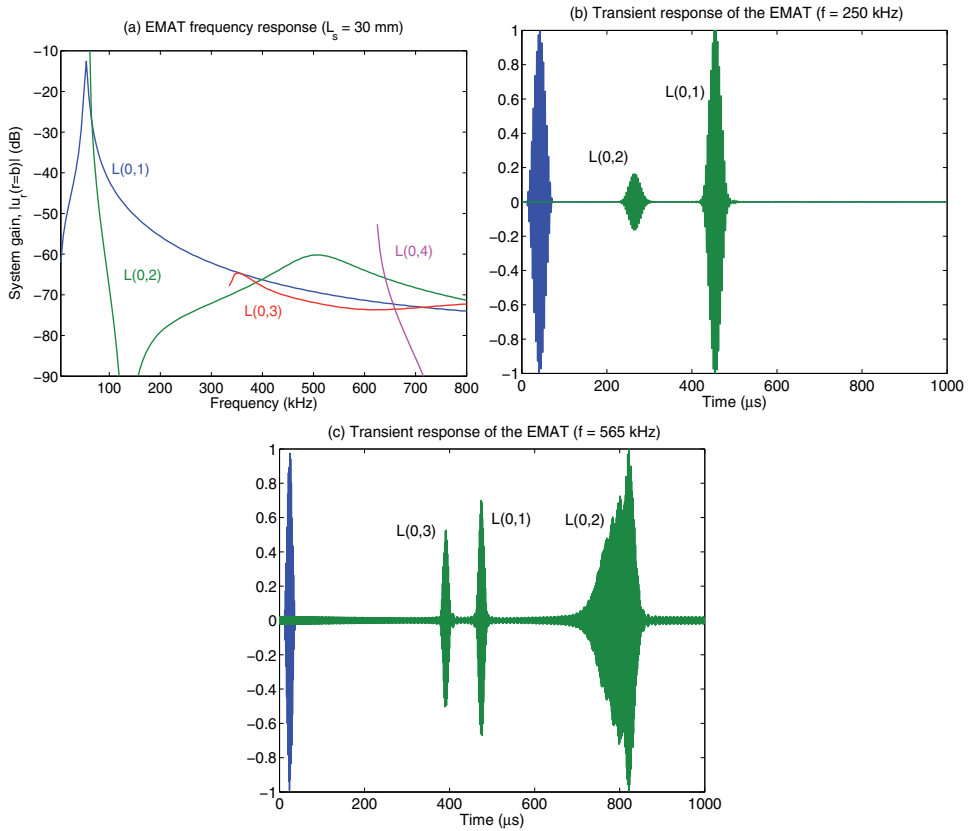 (a) EMAT frequency response (L_s = 30 mm)
System gain, |u_r(r=b)| (dB)
−10
−20
−30
−40
−50
−60
−70
−80
−90
L(0,1)
L(0,2)
L(0,3)
L(0,4)
100 200 300 400 500 600 700 800
Frequency (kHz)
(b) Transient response of the EMAT (f = 250 kHz)
1
0.8
0.6
0.4
0.2
0
−0.2
−0.4
−0.6
−0.8
−1
L(0,1)
L(0,2)
0 200 400 600 800 1000
Time (μs)
(c) Transient response of the EMAT (f = 565 kHz)
1
0.8
0.6
0.4
0.2
0
−0.2
−0.4
−0.6
−0.8
−1
L(0,3)
L(0,1)
L(0,2)
0 200 400 600 800 1000
Time (μs)